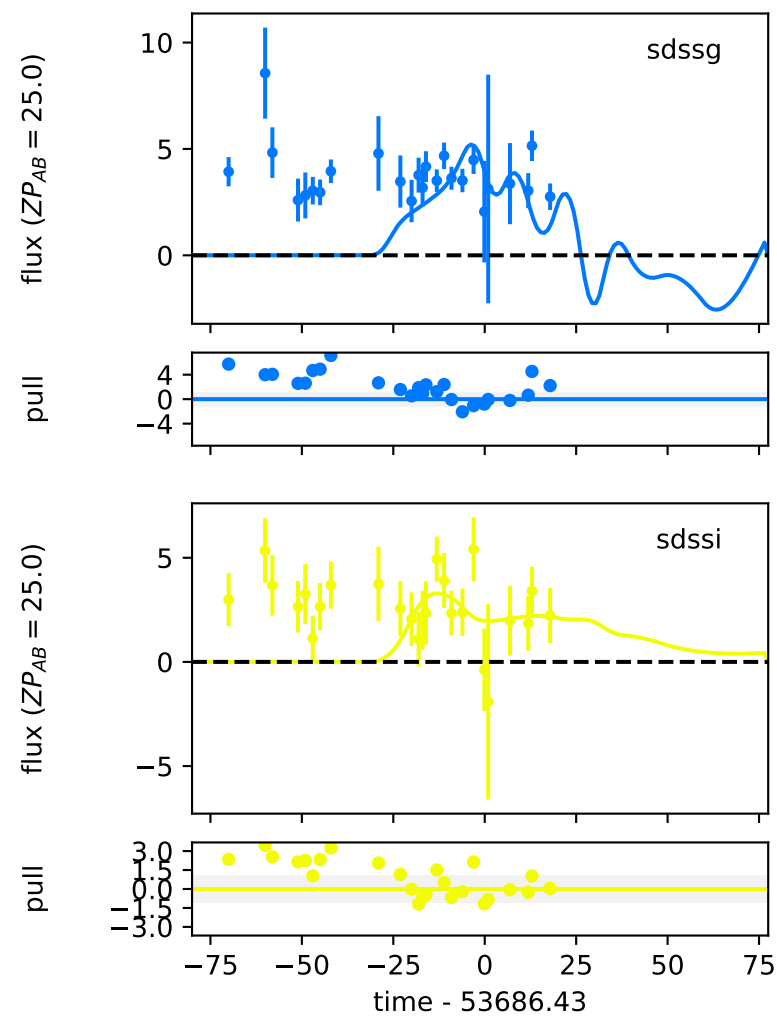 sdssg
10
5
0
flux (ZP_AB = 25.0)
4
0
−4
pull
sdssi
5
0
−5
flux (ZP_AB = 25.0)
3.0
1.5
0.0
−1.5
−3.0
pull
−75 −50 −25 0 25 50 75
time - 53686.43